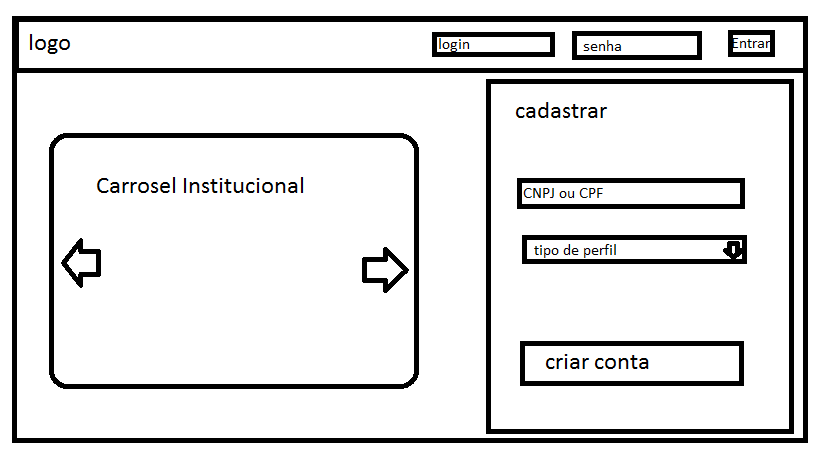 logo
login
senha
Entrar
cadastrar
Carrosel Institucional
CNPJ ou CPF
tipo de perfil
criar conta